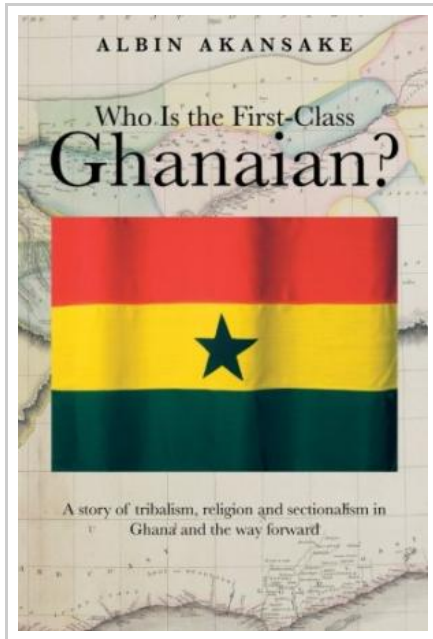 ALBIN AKANSAKE
Who Is the First-Class
Ghanaian?
A story of tribalism, religion and sectionalism in
Ghana and the way forward